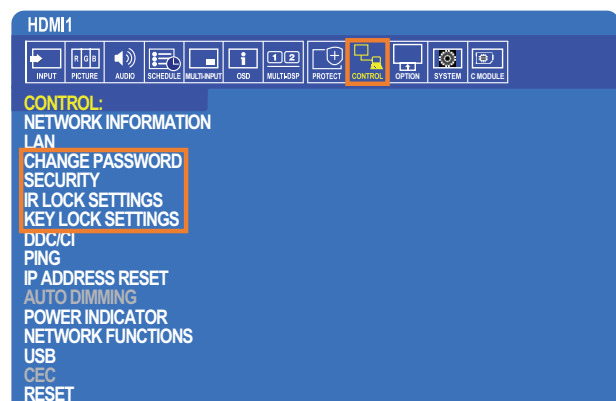 HDMI1
R G B 1 2
INPUT PICTURE AUDIO SCHEDULE MULTI-INPUT OSD MULTI-DSP PROTECT CONTROL OPTION SYSTEM C MODULE
CONTROL:
NETWORK INFORMATION
LAN
CHANGE PASSWORD
SECURITY
IR LOCK SETTINGS
KEY LOCK SETTINGS
DDC/CI
PING
IP ADDRESS RESET
AUTO DIMMING
POWER INDICATOR
NETWORK FUNCTIONS
USB
CEC
RESET